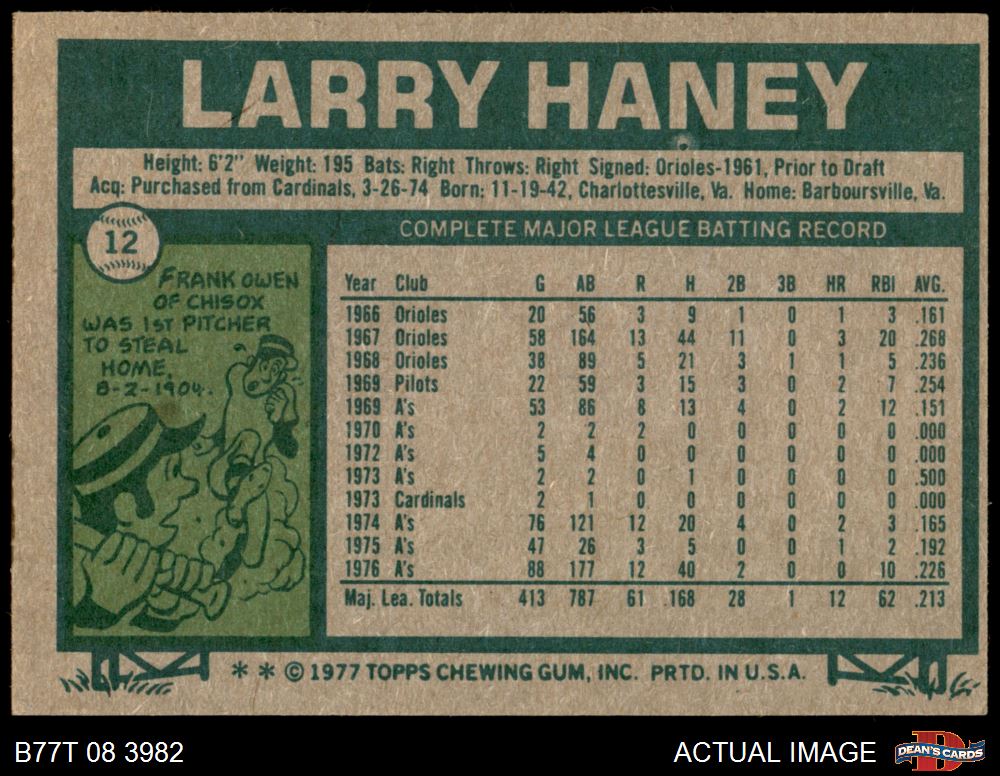 LARRY HANEY
Height: 6'2" Weight: 195 Bats: Right Throws: Right Signed: Orioles-1961, Prior to Draft
Acq: Purchased from Cardinals, 3-26-74 Born: 11-19-42, Charlottesville, Va. Home: Barboursville, Va.
12
FRANK OWEN
OF CHISOX
WAS 1ST PITCHER
TO STEAL
HOME,
8-2-1904.
COMPLETE MAJOR LEAGUE BATTING RECORD
Year Club G AB R H 2B 3B HR RBI AVG.
1966 Orioles 20 56 3 9 1 0 1 3 .161
1967 Orioles 58 164 13 44 11 0 3 20 .268
1968 Orioles 38 89 5 21 3 1 1 5 .236
1969 Pilots 22 59 3 15 3 0 2 7 .254
1969 A's 53 86 8 13 4 0 2 12 .151
1970 A's 2 2 2 0 0 0 0 0 .000
1972 A's 5 4 0 0 0 0 0 0 .000
1973 A's 2 2 0 1 0 0 0 0 .500
1973 Cardinals 2 1 0 0 0 0 0 0 .000
1974 A's 76 121 12 20 4 0 2 3 .165
1975 A's 47 26 3 5 0 0 1 2 .192
1976 A's 88 177 12 40 2 0 0 10 .226
Maj. Lea. Totals 413 787 61 .168 28 1 12 62 .213
* * © 1977 TOPPS CHEWING GUM, INC. PRTD. IN U.S.A.
B77T 08 3982
ACTUAL IMAGE
D
DEAN'S CARDS